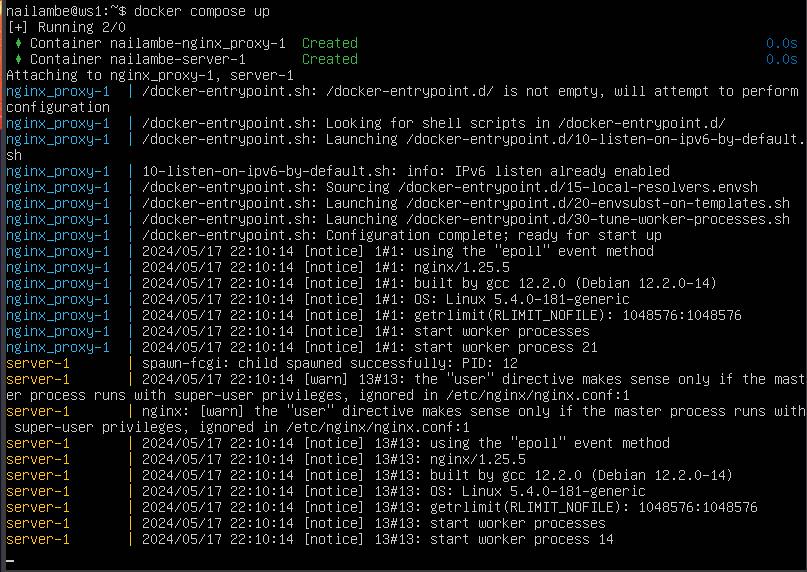 nailambe@ws1:~$ docker compose up
[+] Running 2/0
 ♦ Container nailambe-nginx_proxy-1  Created                                                     0.0s
 ♦ Container nailambe-server-1       Created                                                     0.0s
Attaching to nginx_proxy-1, server-1
nginx_proxy-1  | /docker-entrypoint.sh: /docker-entrypoint.d/ is not empty, will attempt to perform
configuration
nginx_proxy-1  | /docker-entrypoint.sh: Looking for shell scripts in /docker-entrypoint.d/
nginx_proxy-1  | /docker-entrypoint.sh: Launching /docker-entrypoint.d/10-listen-on-ipv6-by-default.
sh
nginx_proxy-1  | 10-listen-on-ipv6-by-default.sh: info: IPv6 listen already enabled
nginx_proxy-1  | /docker-entrypoint.sh: Sourcing /docker-entrypoint.d/15-local-resolvers.envsh
nginx_proxy-1  | /docker-entrypoint.sh: Launching /docker-entrypoint.d/20-envsubst-on-templates.sh
nginx_proxy-1  | /docker-entrypoint.sh: Launching /docker-entrypoint.d/30-tune-worker-processes.sh
nginx_proxy-1  | /docker-entrypoint.sh: Configuration complete; ready for start up
nginx_proxy-1  | 2024/05/17 22:10:14 [notice] 1#1: using the "epoll" event method
nginx_proxy-1  | 2024/05/17 22:10:14 [notice] 1#1: nginx/1.25.5
nginx_proxy-1  | 2024/05/17 22:10:14 [notice] 1#1: built by gcc 12.2.0 (Debian 12.2.0-14)
nginx_proxy-1  | 2024/05/17 22:10:14 [notice] 1#1: OS: Linux 5.4.0-181-generic
nginx_proxy-1  | 2024/05/17 22:10:14 [notice] 1#1: getrlimit(RLIMIT_NOFILE): 1048576:1048576
nginx_proxy-1  | 2024/05/17 22:10:14 [notice] 1#1: start worker processes
nginx_proxy-1  | 2024/05/17 22:10:14 [notice] 1#1: start worker process 21
server-1       | spawn-fcgi: child spawned successfully: PID: 12
server-1       | 2024/05/17 22:10:14 [warn] 13#13: the "user" directive makes sense only if the mast
er process runs with super-user privileges, ignored in /etc/nginx/nginx.conf:1
server-1       | nginx: [warn] the "user" directive makes sense only if the master process runs with
 super-user privileges, ignored in /etc/nginx/nginx.conf:1
server-1       | 2024/05/17 22:10:14 [notice] 13#13: using the "epoll" event method
server-1       | 2024/05/17 22:10:14 [notice] 13#13: nginx/1.25.5
server-1       | 2024/05/17 22:10:14 [notice] 13#13: built by gcc 12.2.0 (Debian 12.2.0-14)
server-1       | 2024/05/17 22:10:14 [notice] 13#13: OS: Linux 5.4.0-181-generic
server-1       | 2024/05/17 22:10:14 [notice] 13#13: getrlimit(RLIMIT_NOFILE): 1048576:1048576
server-1       | 2024/05/17 22:10:14 [notice] 13#13: start worker processes
server-1       | 2024/05/17 22:10:14 [notice] 13#13: start worker process 14